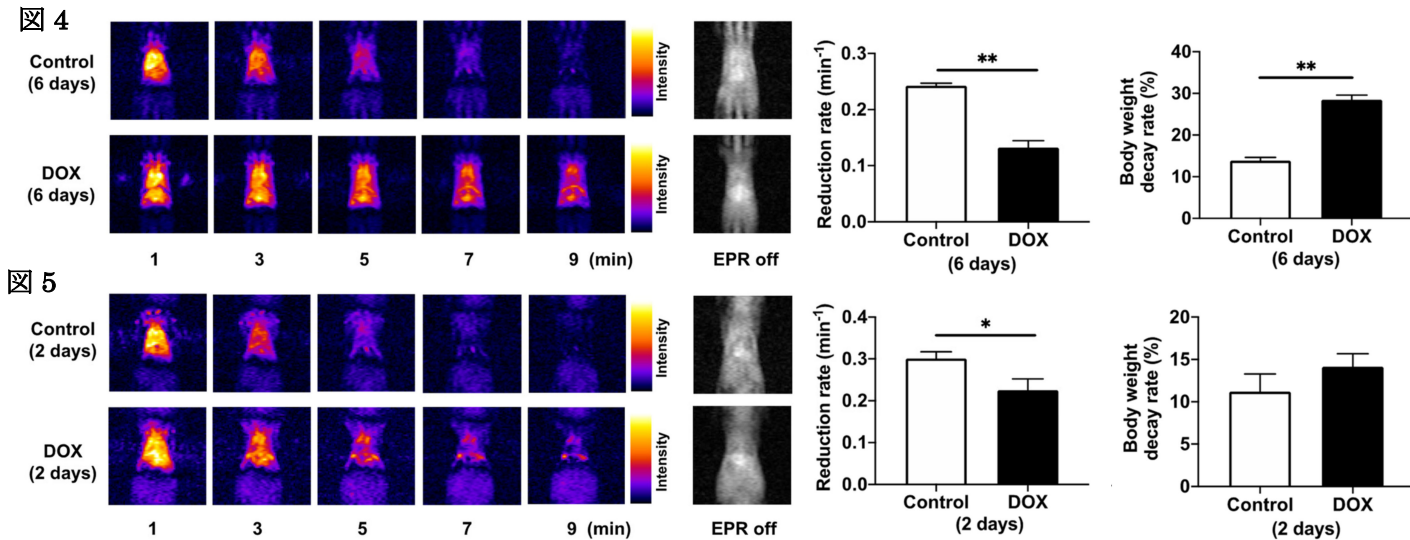 図 4
Control
(6 days)
DOX
(6 days)
Intensity
Intensity
1 3 5 7 9 (min)
EPR off
Reduction rate (min-1)
0.3
0.2
0.1
0.0
**
Control DOX
(6 days)
Body weight
decay rate (%)
40
30
20
10
0
**
Control DOX
(6 days)
図 5
Control
(2 days)
DOX
(2 days)
Intensity
Intensity
1 3 5 7 9 (min)
EPR off
Reduction rate (min-1)
0.4
0.3
0.2
0.1
0.0
*
Control DOX
(2 days)
Body weight
decay rate (%)
20
15
10
5
0
Control DOX
(2 days)